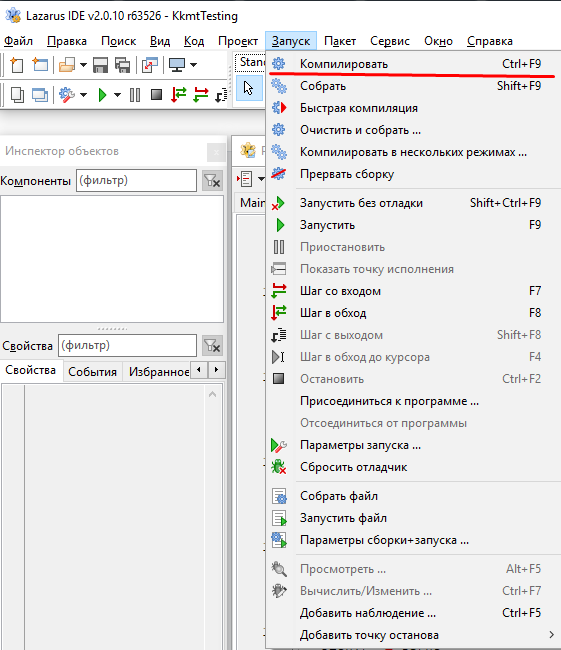 Lazarus IDE v2.0.10 r63526 - KkmtTesting
Файл Правка Поиск Вид Код Проект Запуск Пакет Сервис Окно Справка
Stand
Инспектор объектов
Компоненты (фильтр)
Main
Свойства (фильтр)
Свойства События Избранное
Компилировать Ctrl+F9
Собрать Shift+F9
Быстрая компиляция
Очистить и собрать ...
Компилировать в нескольких режимах ...
Прервать сборку
Запустить без отладки Shift+Ctrl+F9
Запустить F9
Приостановить
Показать точку исполнения
Шаг со входом F7
Шаг в обход F8
Шаг с выходом Shift+F8
Шаг в обход до курсора F4
Остановить Ctrl+F2
Присоединиться к программе ...
Отсоединиться от программы
Параметры запуска ...
Сбросить отладчик
Собрать файл
Запустить файл
Параметры сборки+запуска ...
Просмотреть ... Alt+F5
Вычислить/Изменить ... Ctrl+F7
Добавить наблюдение ... Ctrl+F5
Добавить точку останова